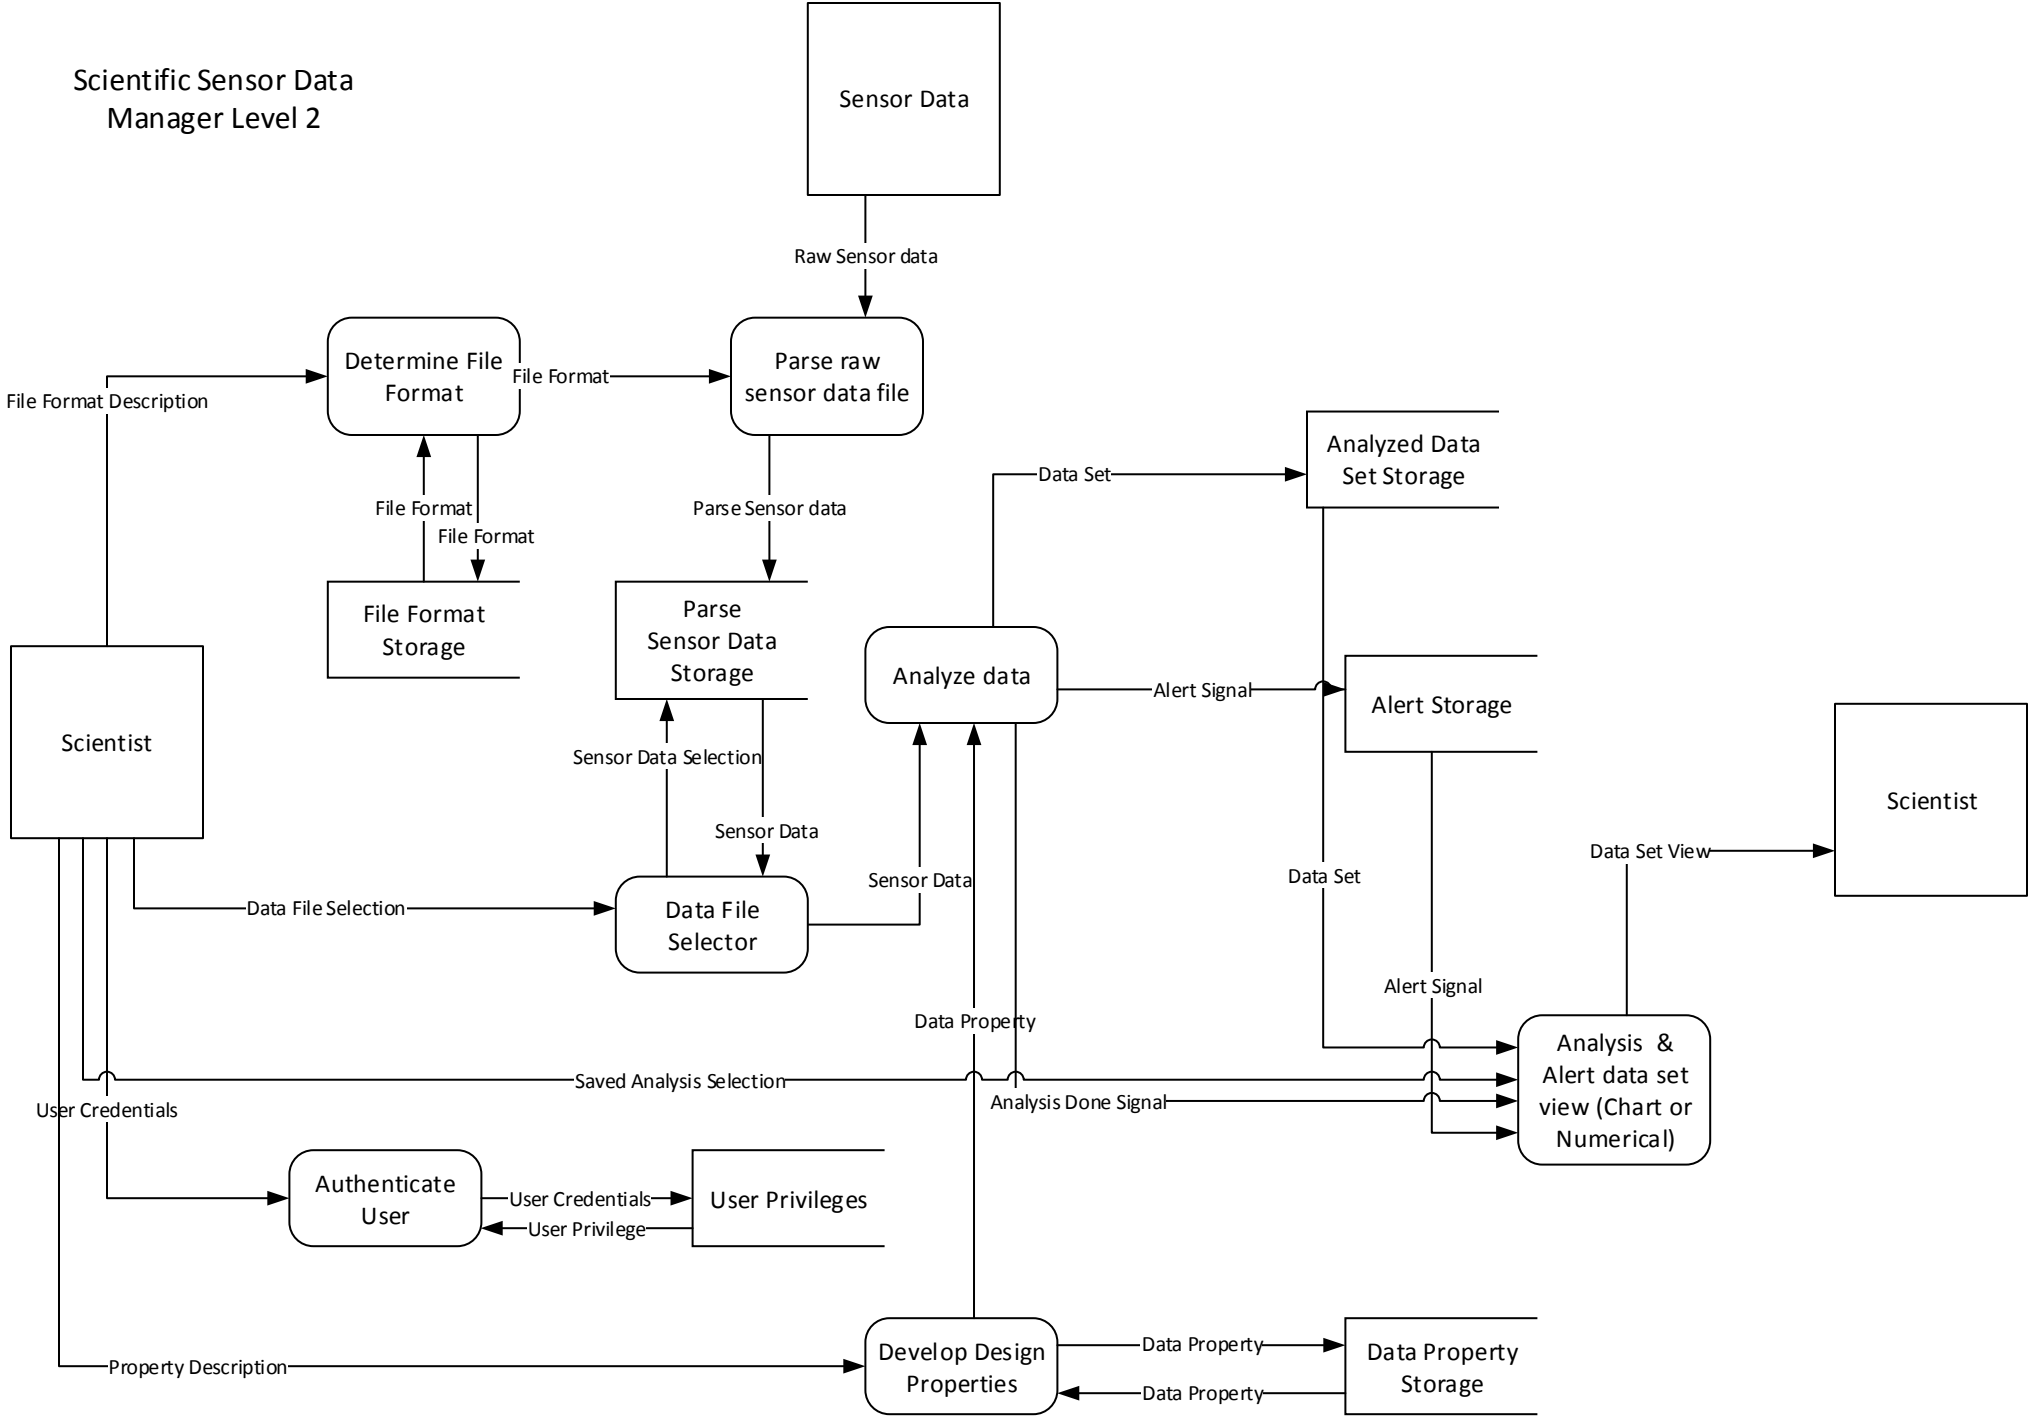 Scientific Sensor Data
Manager Level 2
Sensor Data
Raw Sensor data
Determine File
Format
File Format
Parse raw
sensor data file
File Format Description
Analyzed Data
Set Storage
Data Set
File Format
File Format
Parse Sensor data
File Format
Storage
Parse
Sensor Data
Storage
Analyze data
Alert Signal
Alert Storage
Scientist
Sensor Data Selection
Sensor Data
Scientist
Data Set View
Data File Selection
Data File
Selector
Sensor Data
Data Set
Alert Signal
Data Property
Analysis &
Alert data set
view (Chart or
Numerical)
Saved Analysis Selection
Analysis Done Signal
User Credentials
Authenticate
User
User Credentials
User Privilege
User Privileges
Property Description
Develop Design
Properties
Data Property
Data Property
Data Property
Storage